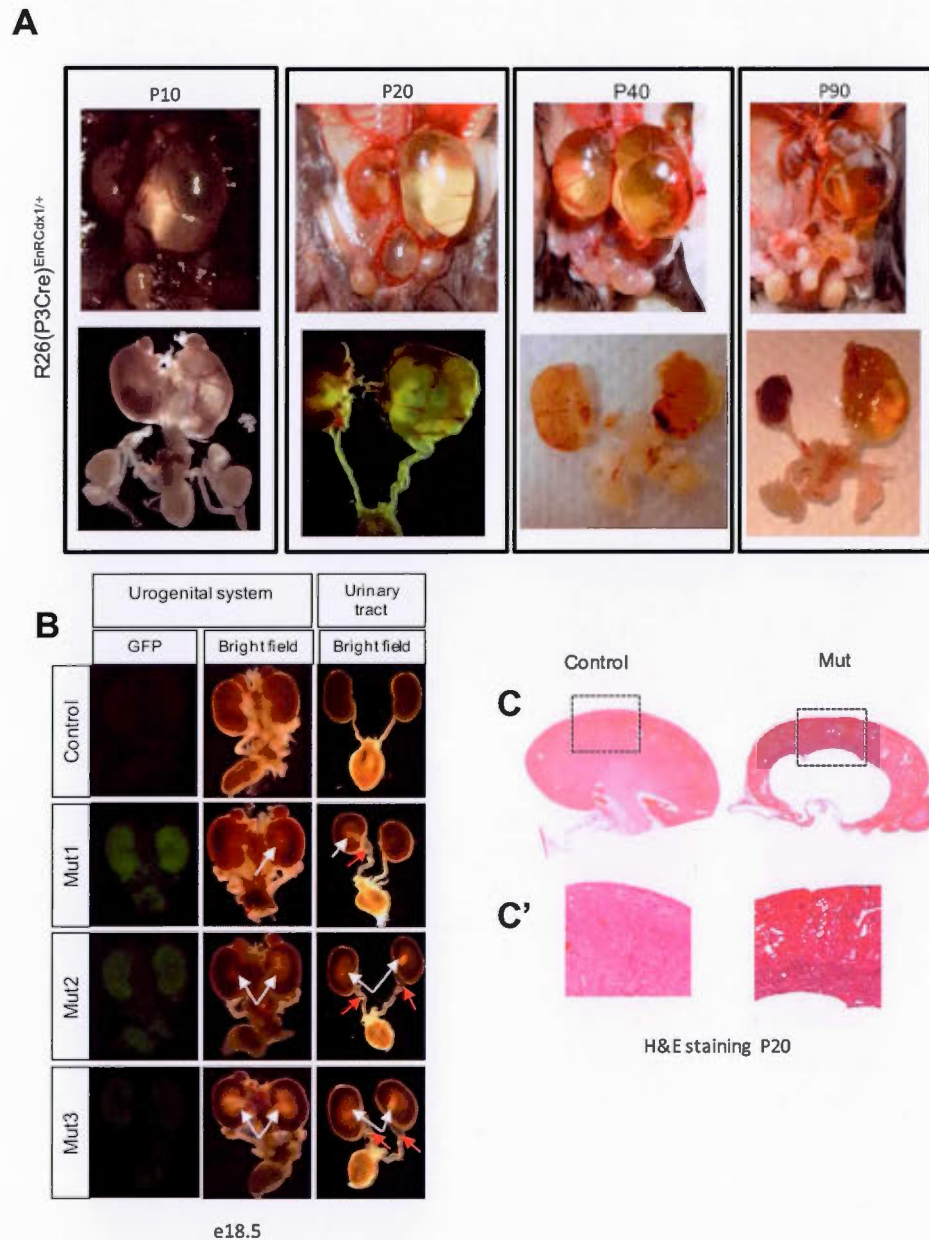 A
P10 P20 P40 P90
R26(P3Cre)EnRCdx1/+
B
Urogenital system Urinary
tract
GFP Bright field Bright field
Control
Mut1
Mut2
Mut3
e18.5
Control Mut
C
C'
H&E staining P20